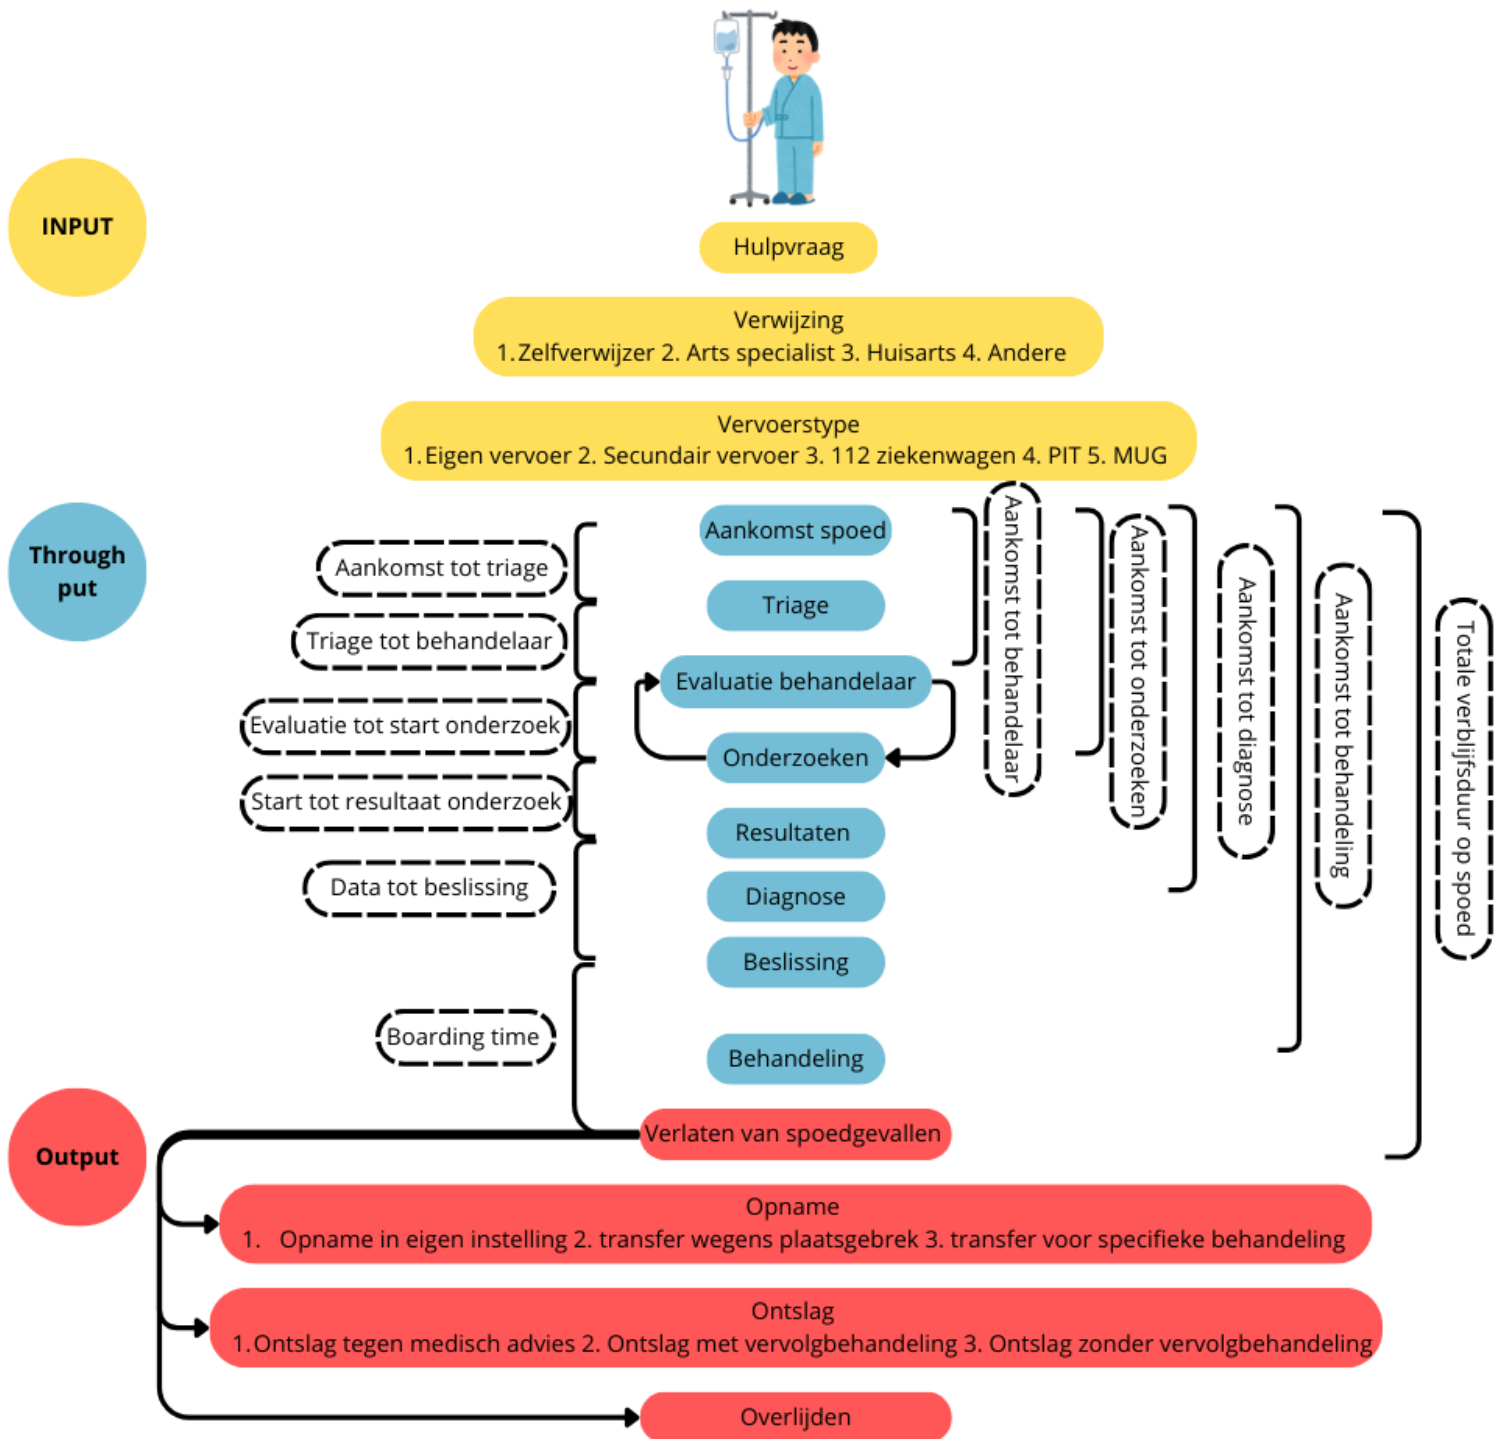 INPUT
Hulpvraag
Verwijzing
1. Zelfverwijzer 2. Arts specialist 3. Huisarts 4. Andere
Vervoerstype
1. Eigen vervoer 2. Secundair vervoer 3. 112 ziekenwagen 4. PIT 5. MUG
Through
put
Aankomst spoed
Triage
Evaluatie behandelaar
Onderzoeken
Resultaten
Diagnose
Beslissing
Behandeling
Aankomst tot triage
Triage tot behandelaar
Evaluatie tot start onderzoek
Start tot resultaat onderzoek
Data tot beslissing
Boarding time
Aankomst tot behandelaar
Aankomst tot onderzoeken
Aankomst tot diagnose
Aankomst tot behandeling
Totale verblijfsduur op spoed
Output
Verlaten van spoedgevallen
Opname
1. Opname in eigen instelling 2. transfer wegens plaatsgebrek 3. transfer voor specifieke behandeling
Ontslag
1. Ontslag tegen medisch advies 2. Ontslag met vervolgbehandeling 3. Ontslag zonder vervolgbehandeling
Overlijden